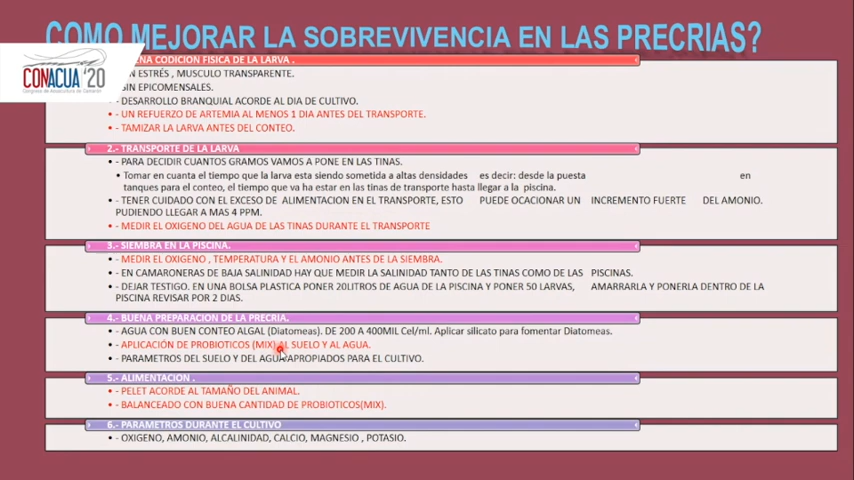 COMO MEJORAR LA SOBREVIVENCIA EN LAS PRECRIAS?
CONACUA '20
Congreso de Acuacultura de Camarón
ENA CODICION FISICA DE LA LARVA .
N ESTRÉS , MUSCULO TRANSPARENTE.
SIN EPICOMENSALES.
- DESARROLLO BRANQUIAL ACORDE AL DIA DE CULTIVO.
- UN REFUERZO DE ARTEMIA AL MENOS 1 DIA ANTES DEL TRANSPORTE.
- TAMIZAR LA LARVA ANTES DEL CONTEO.
2.- TRANSPORTE DE LA LARVA
- PARA DECIDIR CUANTOS GRAMOS VAMOS A PONE EN LAS TINAS.
Tomar en cuanta el tiempo que la larva esta siendo sometida a altas densidades es decir: desde la puesta en
tanques para el conteo, el tiempo que va ha estar en las tinas de transporte hasta llegar a la piscina.
- TENER CUIDADO CON EL EXCESO DE ALIMENTACION EN EL TRANSPORTE, ESTO PUEDE OCACIONAR UN INCREMENTO FUERTE DEL AMONIO.
PUDIENDO LLEGAR A MAS 4 PPM.
- MEDIR EL OXIGENO DEL AGUA DE LAS TINAS DURANTE EL TRANSPORTE
3.- SIEMBRA EN LA PISCINA.
- MEDIR EL OXIGENO , TEMPERATURA Y EL AMONIO ANTES DE LA SIEMBRA.
- EN CAMARONERAS DE BAJA SALINIDAD HAY QUE MEDIR LA SALINIDAD TANTO DE LAS TINAS COMO DE LAS PISCINAS.
- DEJAR TESTIGO. EN UNA BOLSA PLASTICA PONER 20LITROS DE AGUA DE LA PISCINA Y PONER 50 LARVAS, AMARRARLA Y PONERLA DENTRO DE LA
PISCINA REVISAR POR 2 DIAS.
4.- BUENA PREPARACION DE LA PRECRIA.
- AGUA CON BUEN CONTEO ALGAL (Diatomeas). DE 200 A 400MIL Cel/ml. Aplicar silicato para fomentar Diatomeas.
- APLICACIÓN DE PROBIOTICOS (MIX) AL SUELO Y AL AGUA.
- PARAMETROS DEL SUELO Y DEL AGUA APROPIADOS PARA EL CULTIVO.
5.- ALIMENTACION .
- PELET ACORDE AL TAMAÑO DEL ANIMAL.
- BALANCEADO CON BUENA CANTIDAD DE PROBIOTICOS(MIX).
6.- PARAMETROS DURANTE EL CULTIVO
- OXIGENO, AMONIO, ALCALINIDAD, CALCIO, MAGNESIO , POTASIO.